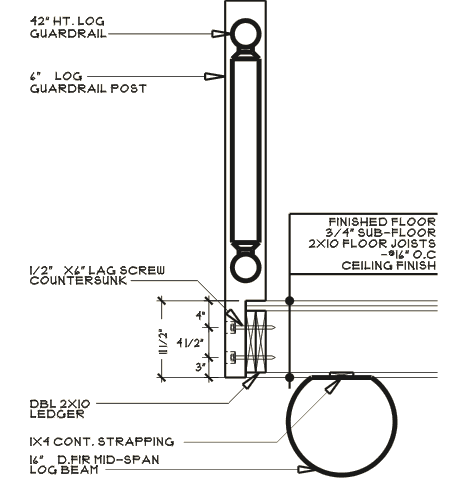 42" HT. LOG
GUARDRAIL
6" LOG
GUARDRAIL POST
FINISHED FLOOR
3/4" SUB-FLOOR
2X10 FLOOR JOISTS
-@16" O.C
CEILING FINISH
1/2" X6" LAG SCREW
COUNTERSUNK
4"
11 1/2"
4 1/2"
3"
DBL 2X10
LEDGER
1X4 CONT. STRAPPING
16" D.FIR MID-SPAN
LOG BEAM